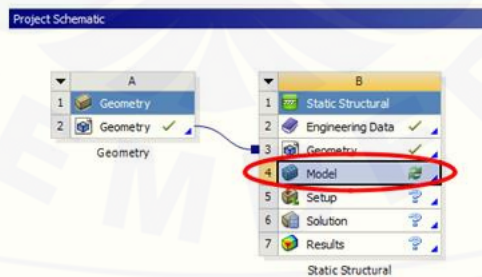 Project Schematic
A
1 Geometry
2 Geometry
Geometry
B
1 Static Structural
2 Engineering Data
3 Geometry
4 Model
5 Setup
6 Solution
7 Results
Static Structural